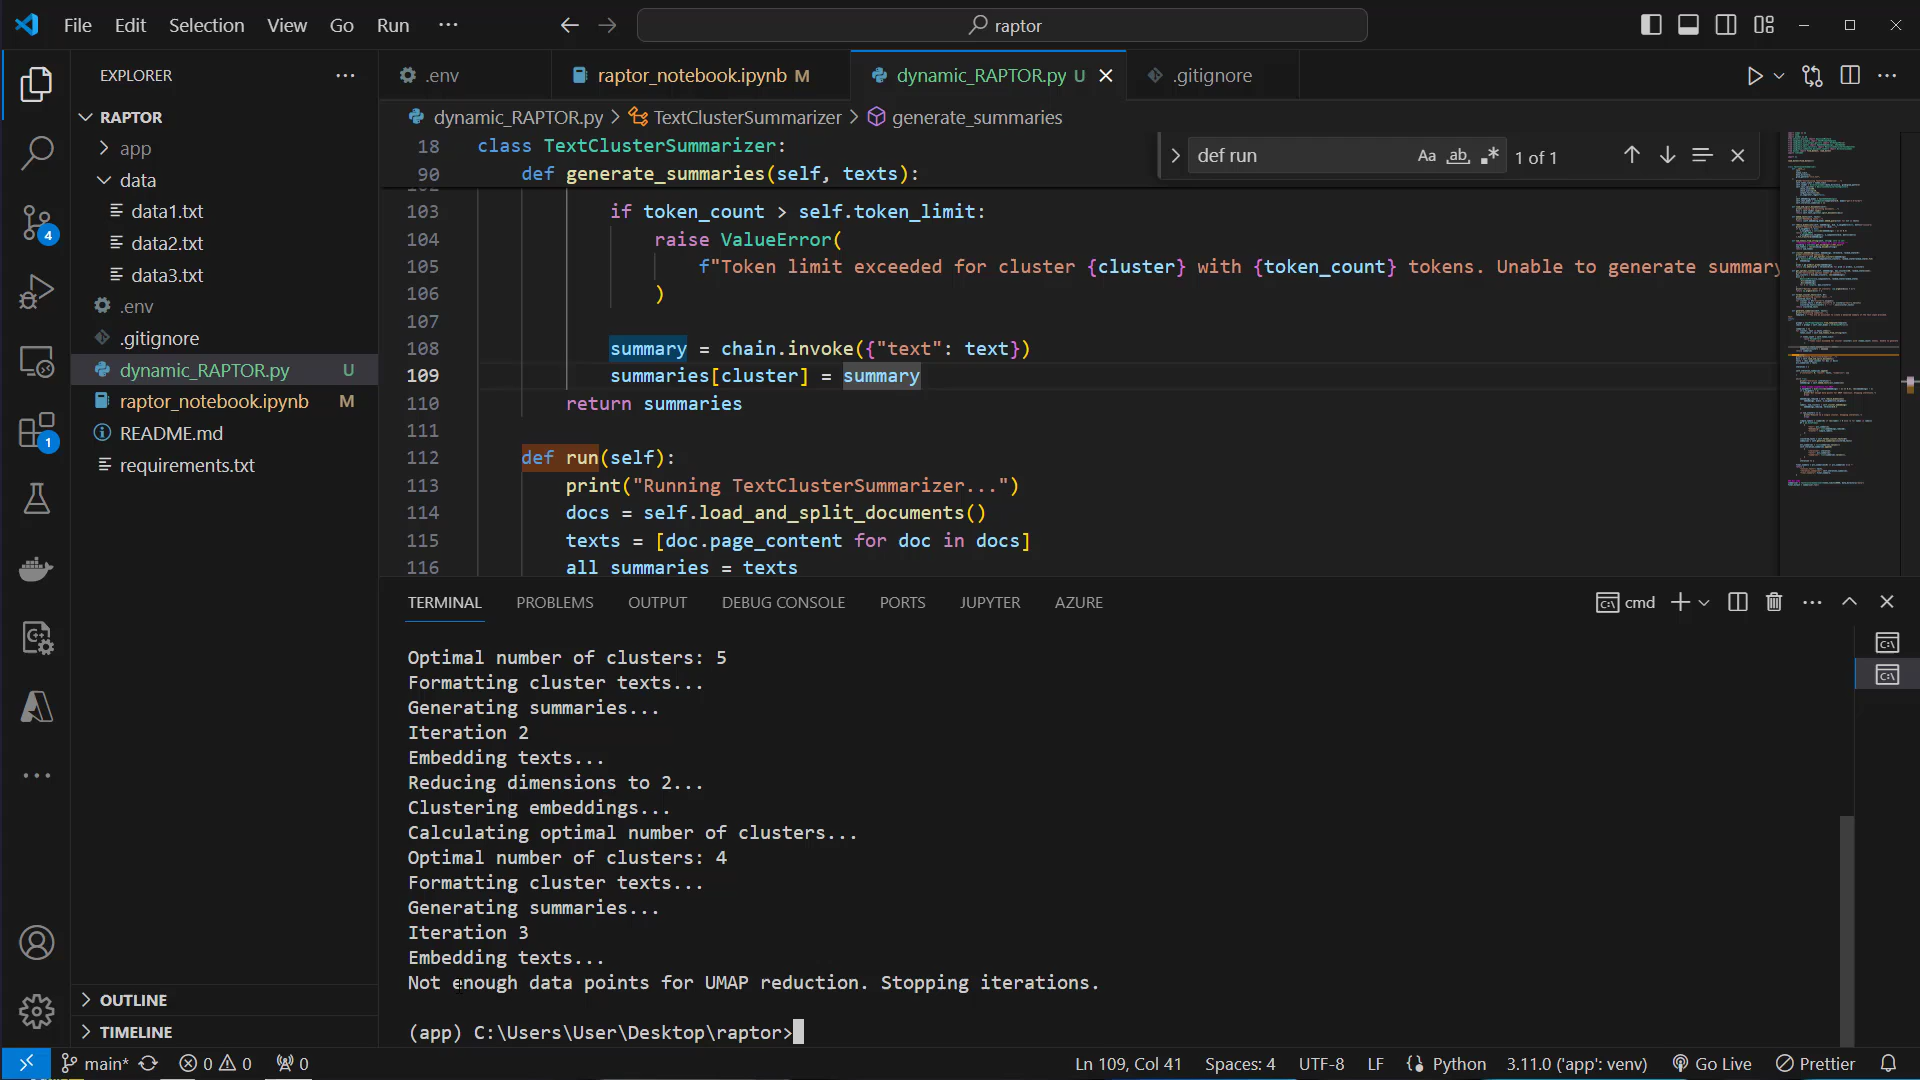 File Edit Selection View Go Run ···
raptor
EXPLORER
RAPTOR
app
data
data1.txt
data2.txt
data3.txt
.env
.gitignore
dynamic_RAPTOR.py U
raptor_notebook.ipynb M
README.md
requirements.txt
OUTLINE
TIMELINE
4
1
.env
raptor_notebook.ipynb M
dynamic_RAPTOR.py U
.gitignore
dynamic_RAPTOR.py > TextClusterSummarizer > generate_summaries
def run Aa ab 1 of 1
18 class TextClusterSummarizer:
90 def generate_summaries(self, texts):
103 if token_count > self.token_limit:
104 raise ValueError(
105 f"Token limit exceeded for cluster {cluster} with {token_count} tokens. Unable to generate summary
106 )
107
108 summary = chain.invoke({"text": text})
109 summaries[cluster] = summary
110 return summaries
111
112 def run(self):
113 print("Running TextClusterSummarizer...")
114 docs = self.load_and_split_documents()
115 texts = [doc.page_content for doc in docs]
116 all_summaries = texts
TERMINAL PROBLEMS OUTPUT DEBUG CONSOLE PORTS JUPYTER AZURE
cmd
Optimal number of clusters: 5
Formatting cluster texts...
Generating summaries...
Iteration 2
Embedding texts...
Reducing dimensions to 2...
Clustering embeddings...
Calculating optimal number of clusters...
Optimal number of clusters: 4
Formatting cluster texts...
Generating summaries...
Iteration 3
Embedding texts...
Not enough data points for UMAP reduction. Stopping iterations.
(app) C:\Users\User\Desktop\raptor>
main* 0 0 0
Ln 109, Col 41 Spaces: 4 UTF-8 LF Python 3.11.0 ('app': venv) Go Live Prettier